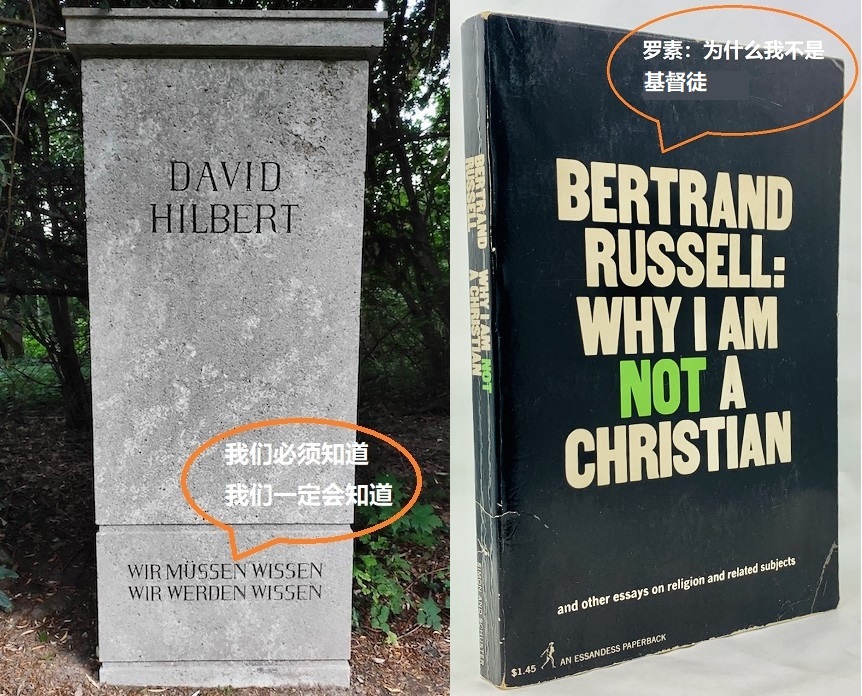 DAVID
HILBERT
我们必须知道
我们一定会知道
WIR MÜSSEN WISSEN
WIR WERDEN WISSEN
罗素：为什么我不是
基督徒
BERTRAND
RUSSELL:
WHY I AM
NOT A
CHRISTIAN
and other essays on religion and related subjects
$1.45
AN ESSANDESS PAPERBACK
BERTRAND
RUSSELL
WHY I AM NOT
A CHRISTIAN
SIMON AND SCHUSTER